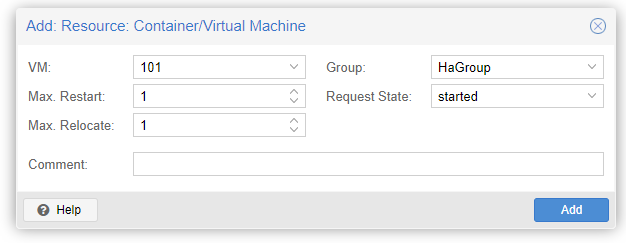 Add: Resource: Container/Virtual Machine
VM: 101 Group: HaGroup
Max. Restart: 1 Request State: started
Max. Relocate: 1
Comment:
Help Add